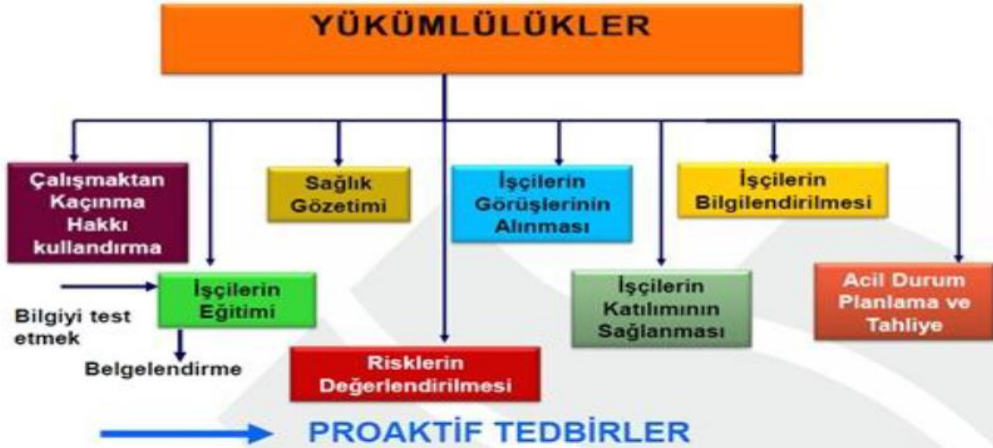 YÜKÜMLÜLÜKLER
Çalışmaktan
Kaçınma
Hakkı
kullandırma
Sağlık
Gözetimi
İşçilerin
Görüşlerinin
Alınması
İşçilerin
Bilgilendirilmesi
Bilgiyi test
etmek
İşçilerin
Eğitimi
Belgelendirme
Risklerin
Değerlendirilmesi
İşçilerin
Katılımının
Sağlanması
Acil Durum
Planlama ve
Tahliye
PROAKTİF TEDBİRLER